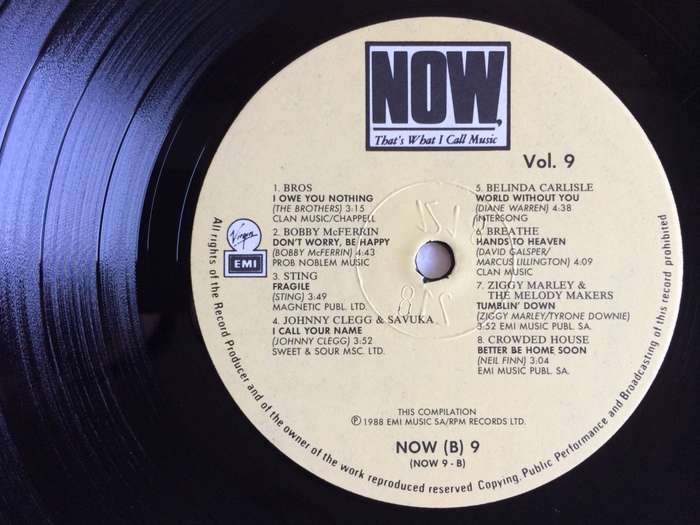 NOW,
That's What I Call Music
Vol. 9
1. BROS
I OWE YOU NOTHING
(THE BROTHERS) 3:15
CLAN MUSIC/CHAPPELL
2. BOBBY McFERRIN
DON'T WORRY, BE HAPPY
(BOBBY McFERRIN) 4:43
PROB NOBLEM MUSIC
3. STING
FRAGILE
(STING) 3:49
MAGNETIC PUBL. LTD
4. JOHNNY CLEGG & SAVUKA
I CALL YOUR NAME
(JOHNNY CLEGG) 3:52
SWEET & SOUR MSC. LTD.
5. BELINDA CARLISLE
WORLD WITHOUT YOU
(DIANE WARREN) 4:38
INTERSONG
6. BREATHE
HANDS TO HEAVEN
(DAVID GALSPER/
MARCUS LILLINGTON) 4:09
CLAN MUSIC
7. ZIGGY MARLEY &
THE MELODY MAKERS
TUMBLIN' DOWN
(ZIGGY MARLEY/TYRONE DOWNIE)
3:52 EMI MUSIC PUBL. SA.
8. CROWDED HOUSE
BETTER BE HOME SOON
(NEIL FINN) 3:04
EMI MUSIC PUBL. SA.
Virgin
EMI
THIS COMPILATION
℗ 1988 EMI MUSIC SA/RPM RECORDS LTD.
NOW (B) 9
(NOW 9 - B)
All rights of the Record Producer and of the owner of the work reproduced reserved Copying, Public Performance and Broadcasting of this record prohibited